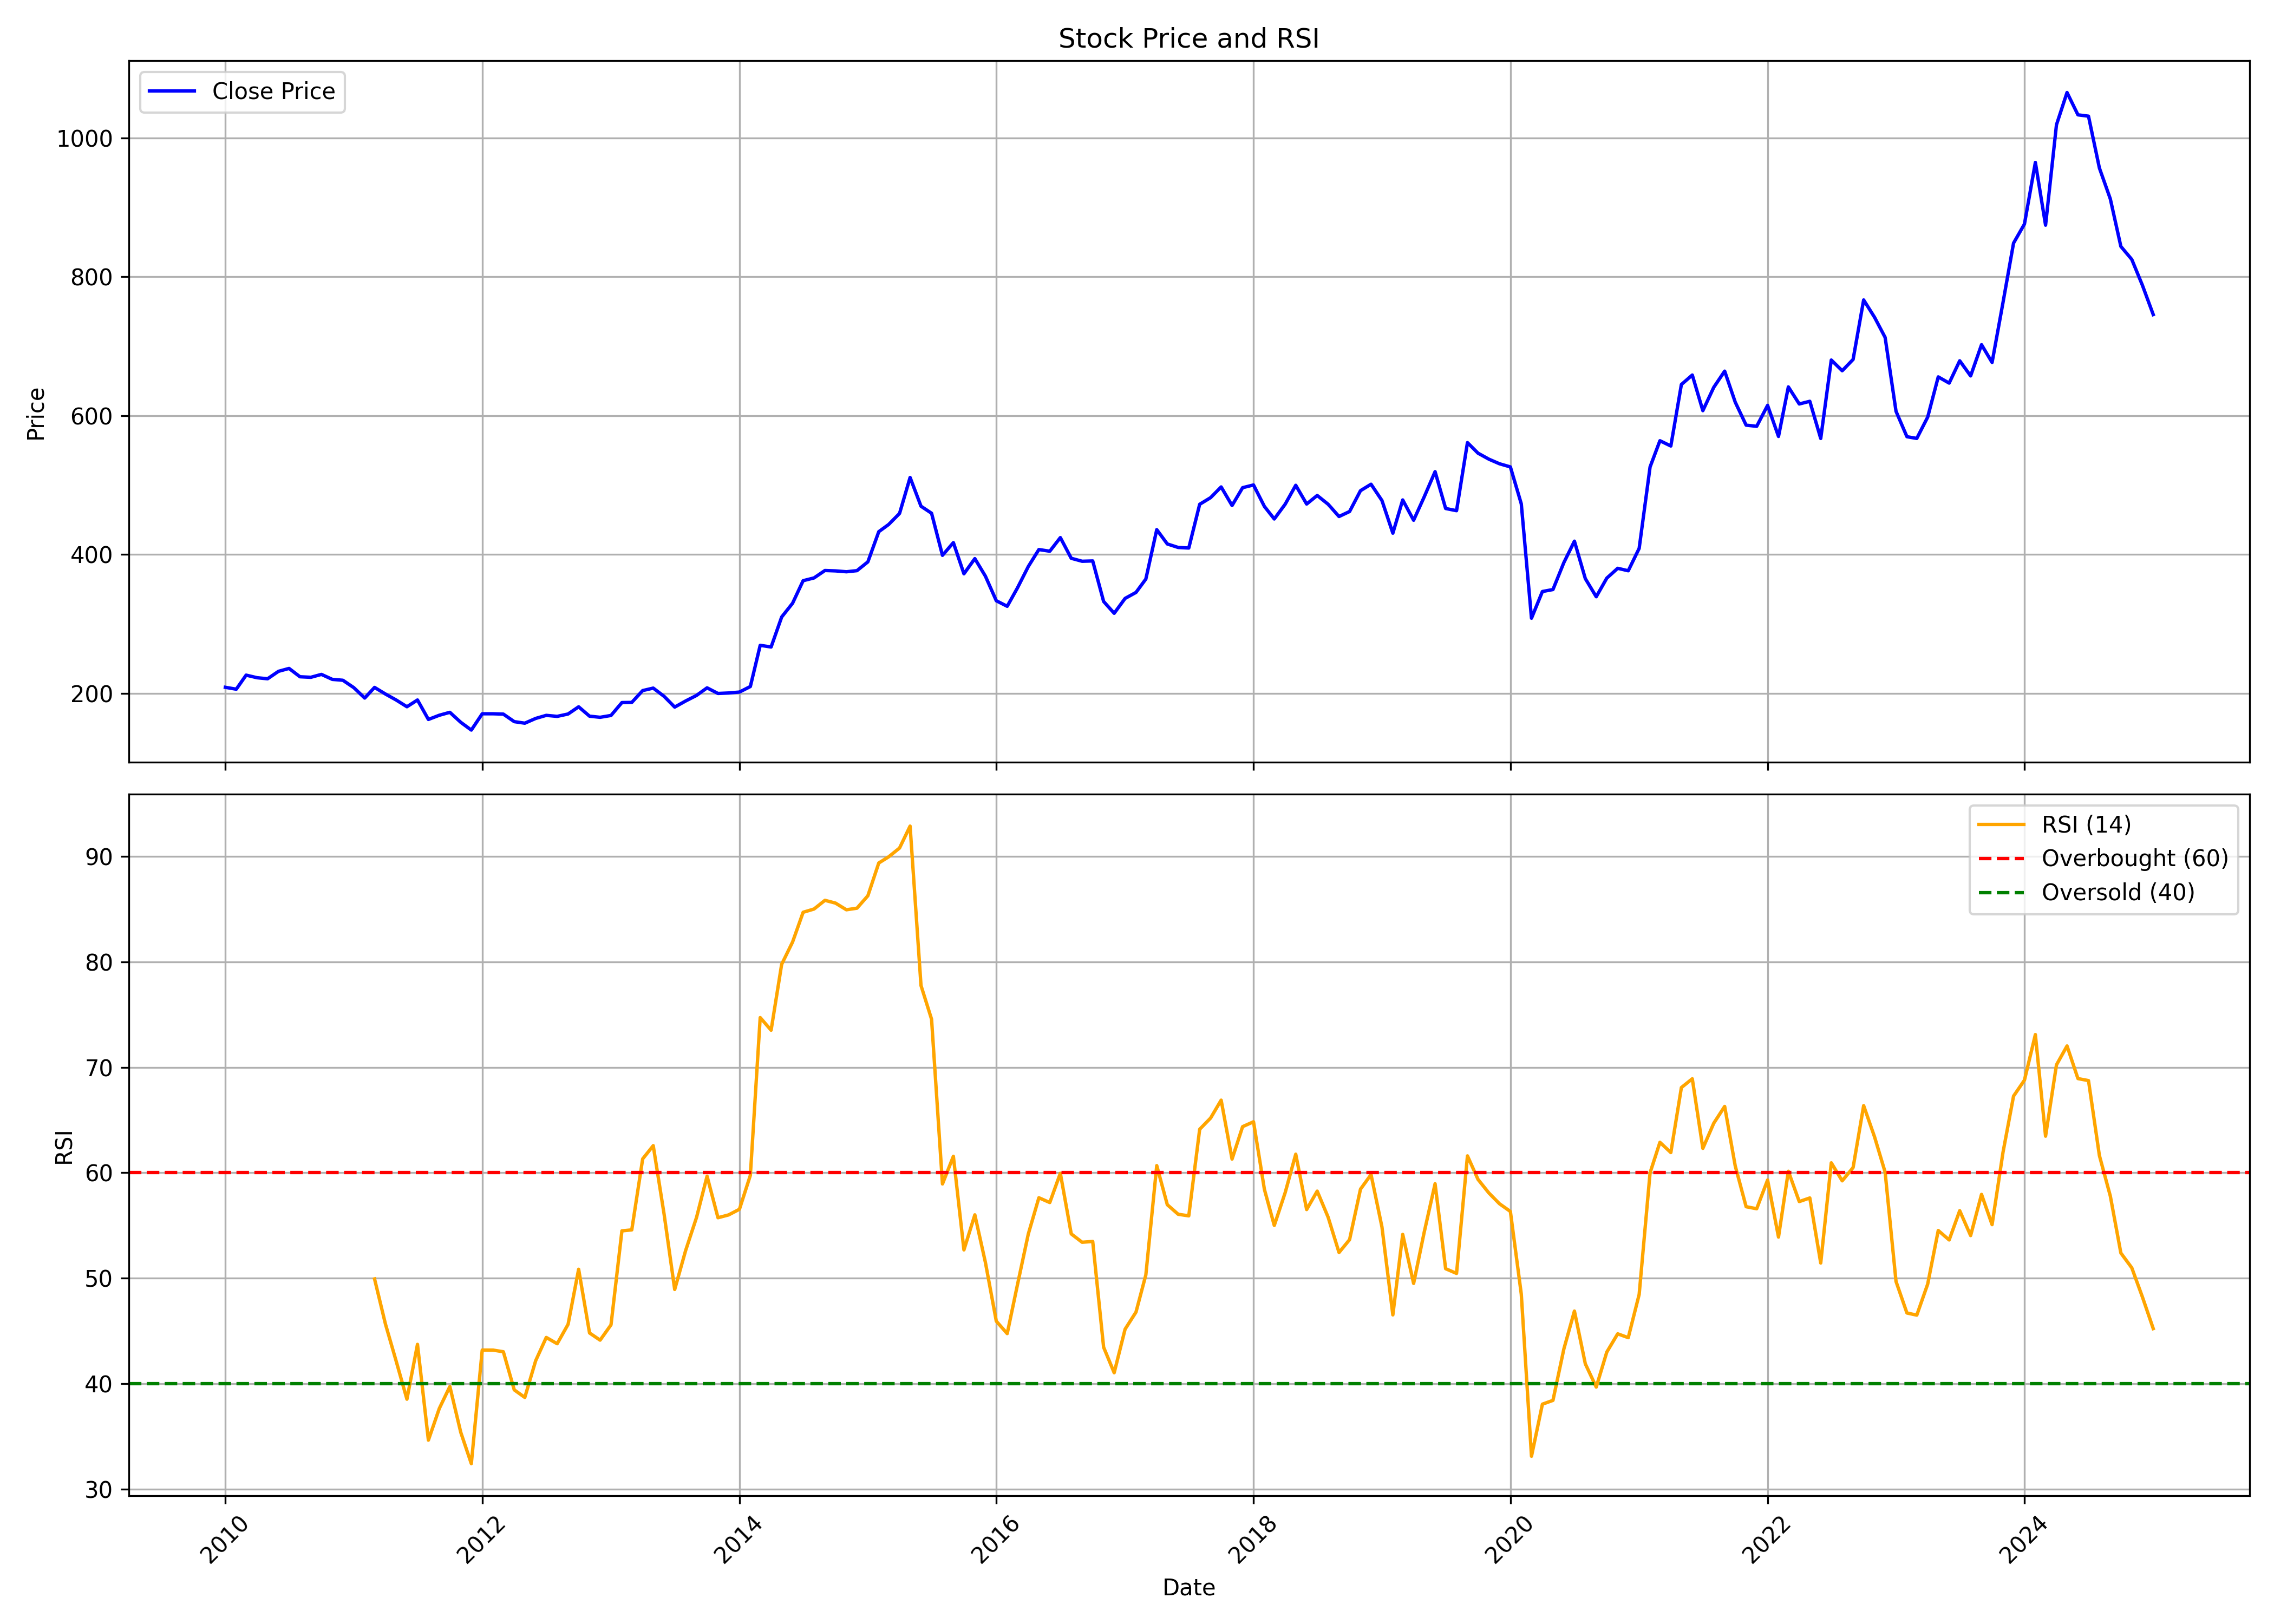 Stock Price and RSI
Close Price
1000
800
600
400
200
Price
RSI (14)
Overbought (60)
Oversold (40)
90
80
70
60
50
40
30
RSI
2010
2012
2014
2016
2018
2020
2022
2024
Date